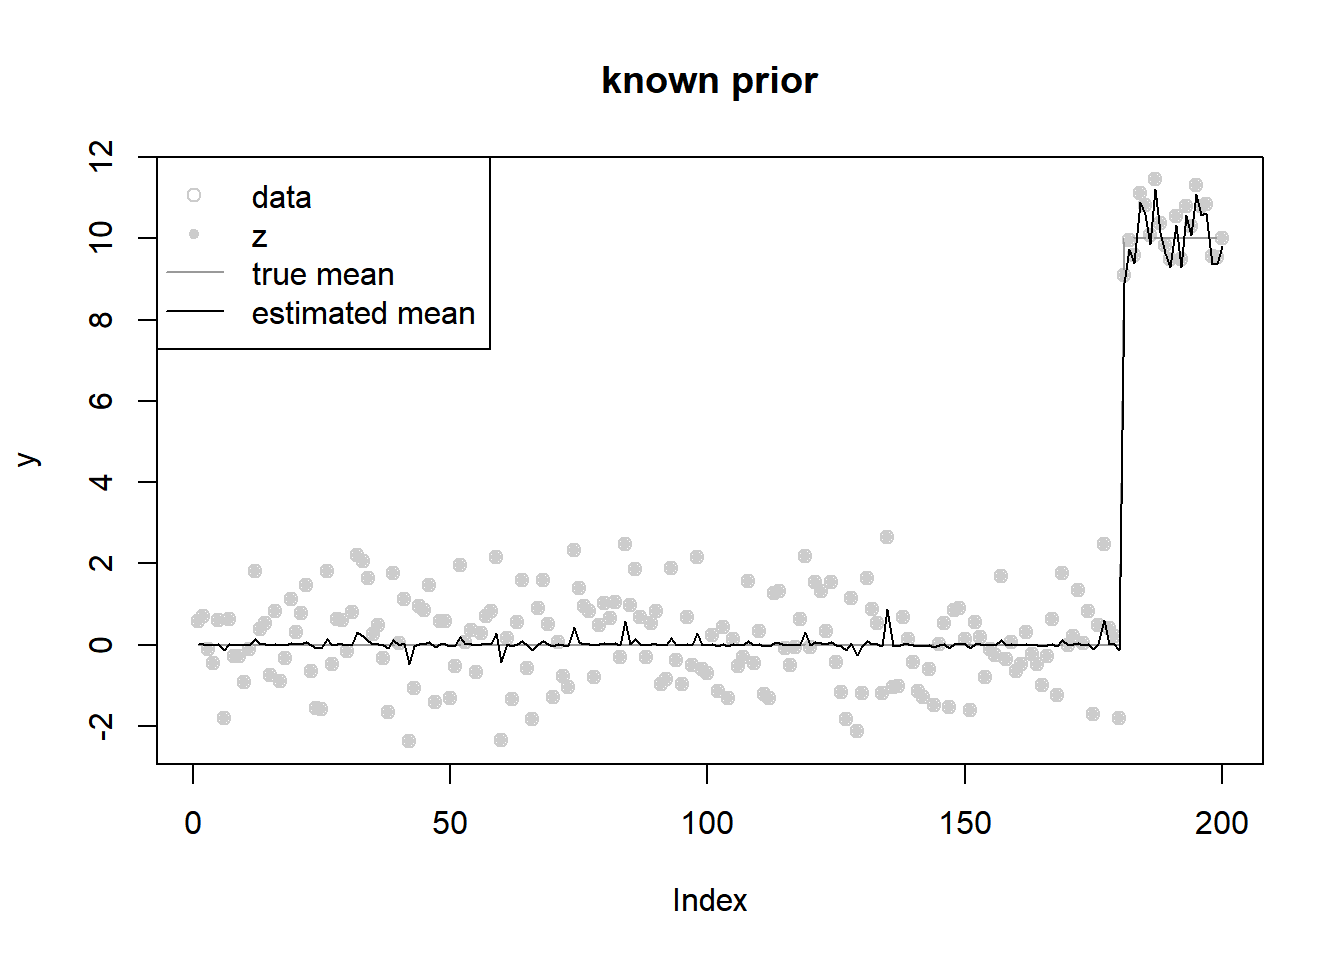 known prior
data
z
true mean
estimated mean
12
10
8
6
4
2
0
-2
y
0 50 100 150 200
Index